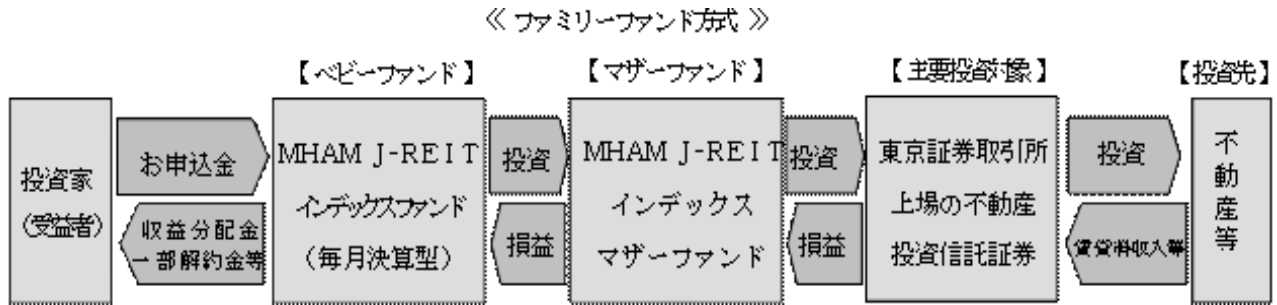 ≪ ファミリーファンド方式 ≫
【ベビーファンド】
【マザーファンド】
【主要投資対象】
【投資先】
投資家
(受益者)
お申込金
収益分配金
一部解約金等
MHAM J-REIT
インデックスファンド
(毎月決算型)
投資
損益
MHAM J-REIT
インデックス
マザーファンド
投資
損益
東京証券取引所
上場の不動産
投資信託証券
投資
賃貸料収入等
不動産等